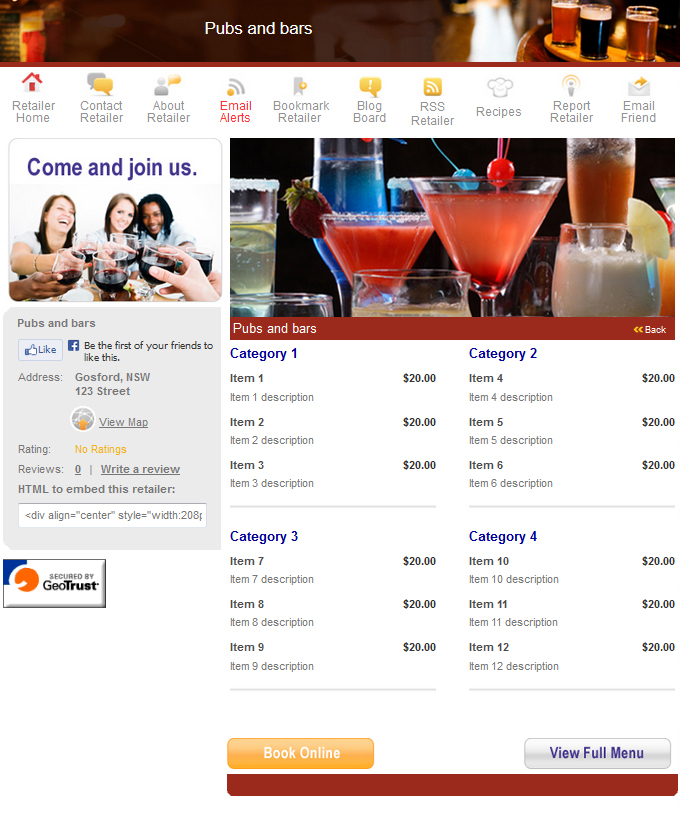 Pubs and bars
Retailer
Home
Contact
Retailer
About
Retailer
Email
Alerts
Bookmark
Retailer
Blog
Board
RSS
Retailer
Recipes
Report
Retailer
Email
Friend
Come and join us.
Pubs and bars
Like
Be the first of your friends to
like this.
Address: Gosford, NSW
123 Street
View Map
Rating: No Ratings
Reviews: 0 | Write a review
HTML to embed this retailer:
<div align="center" style="width:208p
SECURED BY
GeoTrust
Pubs and bars
Back
Category 1
Item 1 $20.00
Item 1 description
Item 2 $20.00
Item 2 description
Item 3 $20.00
Item 3 description
Category 2
Item 4 $20.00
Item 4 description
Item 5 $20.00
Item 5 description
Item 6 $20.00
Item 6 description
Category 3
Item 7 $20.00
Item 7 description
Item 8 $20.00
Item 8 description
Item 9 $20.00
Item 9 description
Category 4
Item 10 $20.00
Item 10 description
Item 11 $20.00
Item 11 description
Item 12 $20.00
Item 12 description
Book Online
View Full Menu